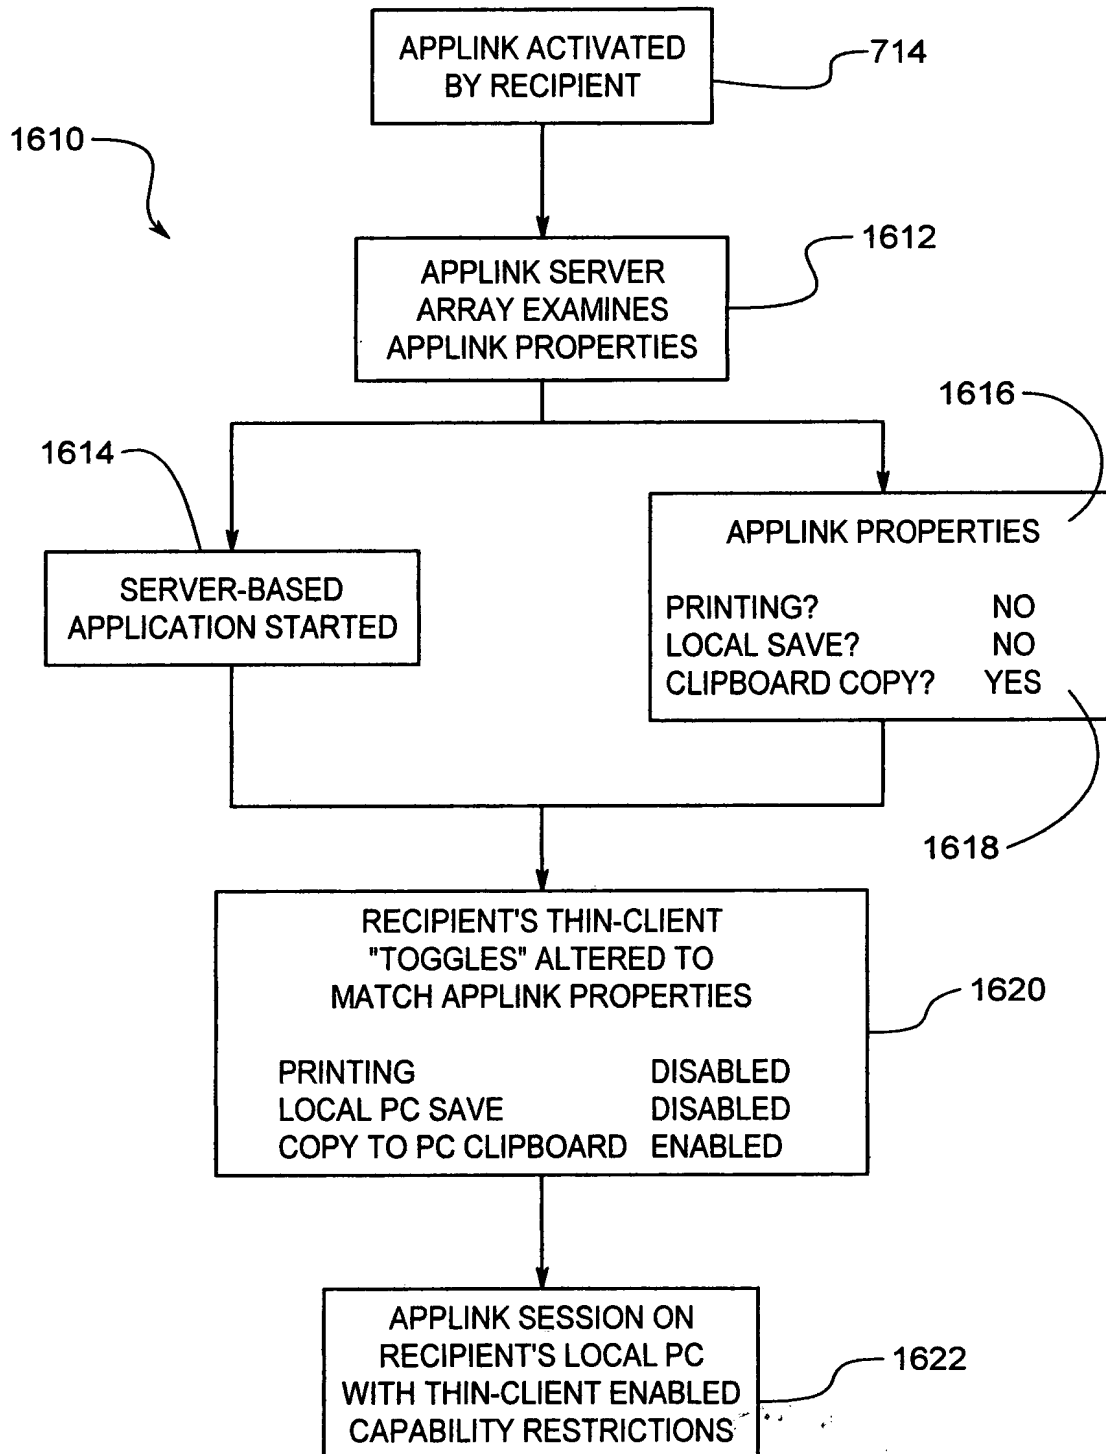 APPLINK ACTIVATED
BY RECIPIENT
714
1610
1612
APPLINK SERVER
ARRAY EXAMINES
APPLINK PROPERTIES
1616
1614
APPLINK PROPERTIES
SERVER-BASED
APPLICATION STARTED
PRINTING? NO
LOCAL SAVE? NO
CLIPBOARD COPY? YES
1618
RECIPIENT'S THIN-CLIENT
"TOGGLES" ALTERED TO
MATCH APPLINK PROPERTIES
1620
PRINTING DISABLED
LOCAL PC SAVE DISABLED
COPY TO PC CLIPBOARD ENABLED
APPLINK SESSION ON
RECIPIENT'S LOCAL PC
WITH THIN-CLIENT ENABLED
CAPABILITY RESTRICTIONS
1622